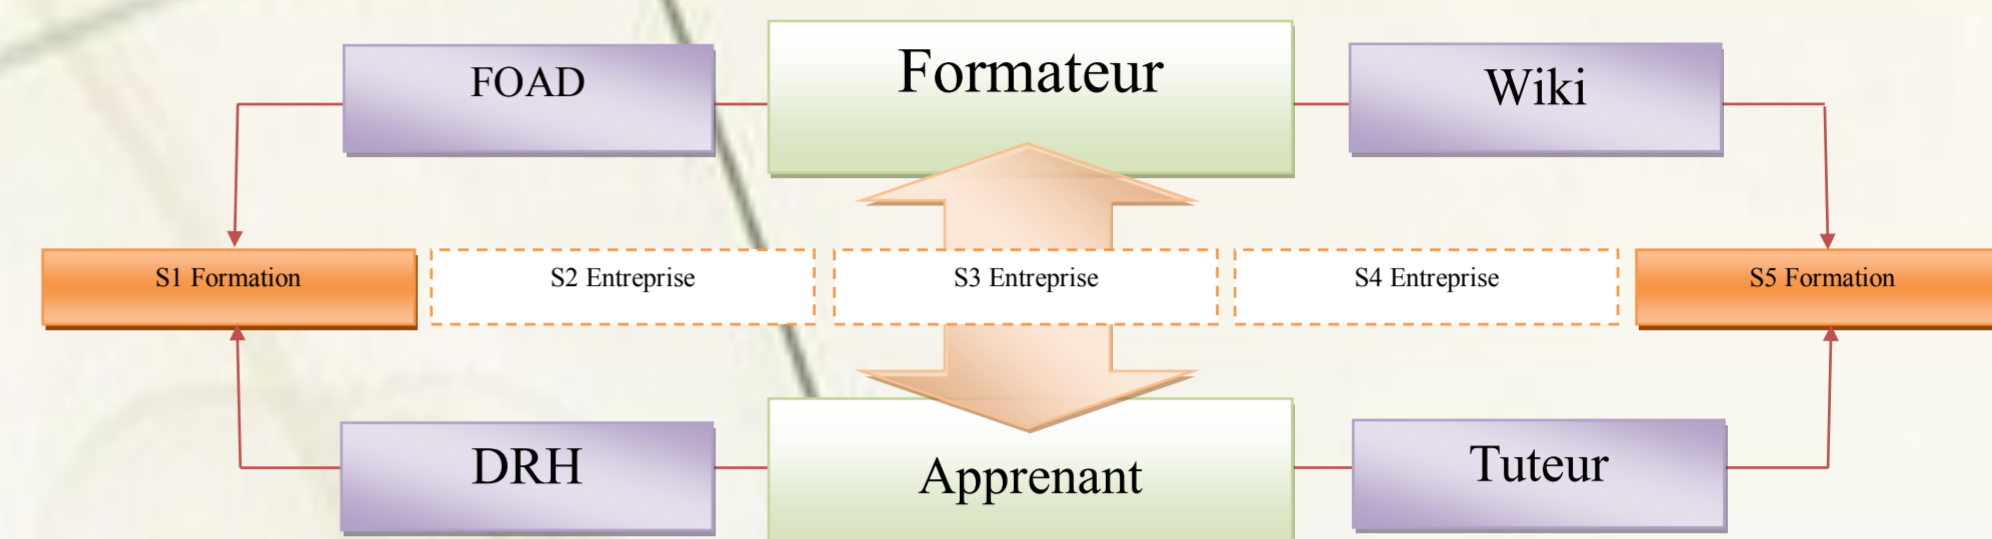 FOAD
Formateur
Wiki
S1 Formation
S2 Entreprise
S3 Entreprise
S4 Entreprise
S5 Formation
DRH
Apprenant
Tuteur